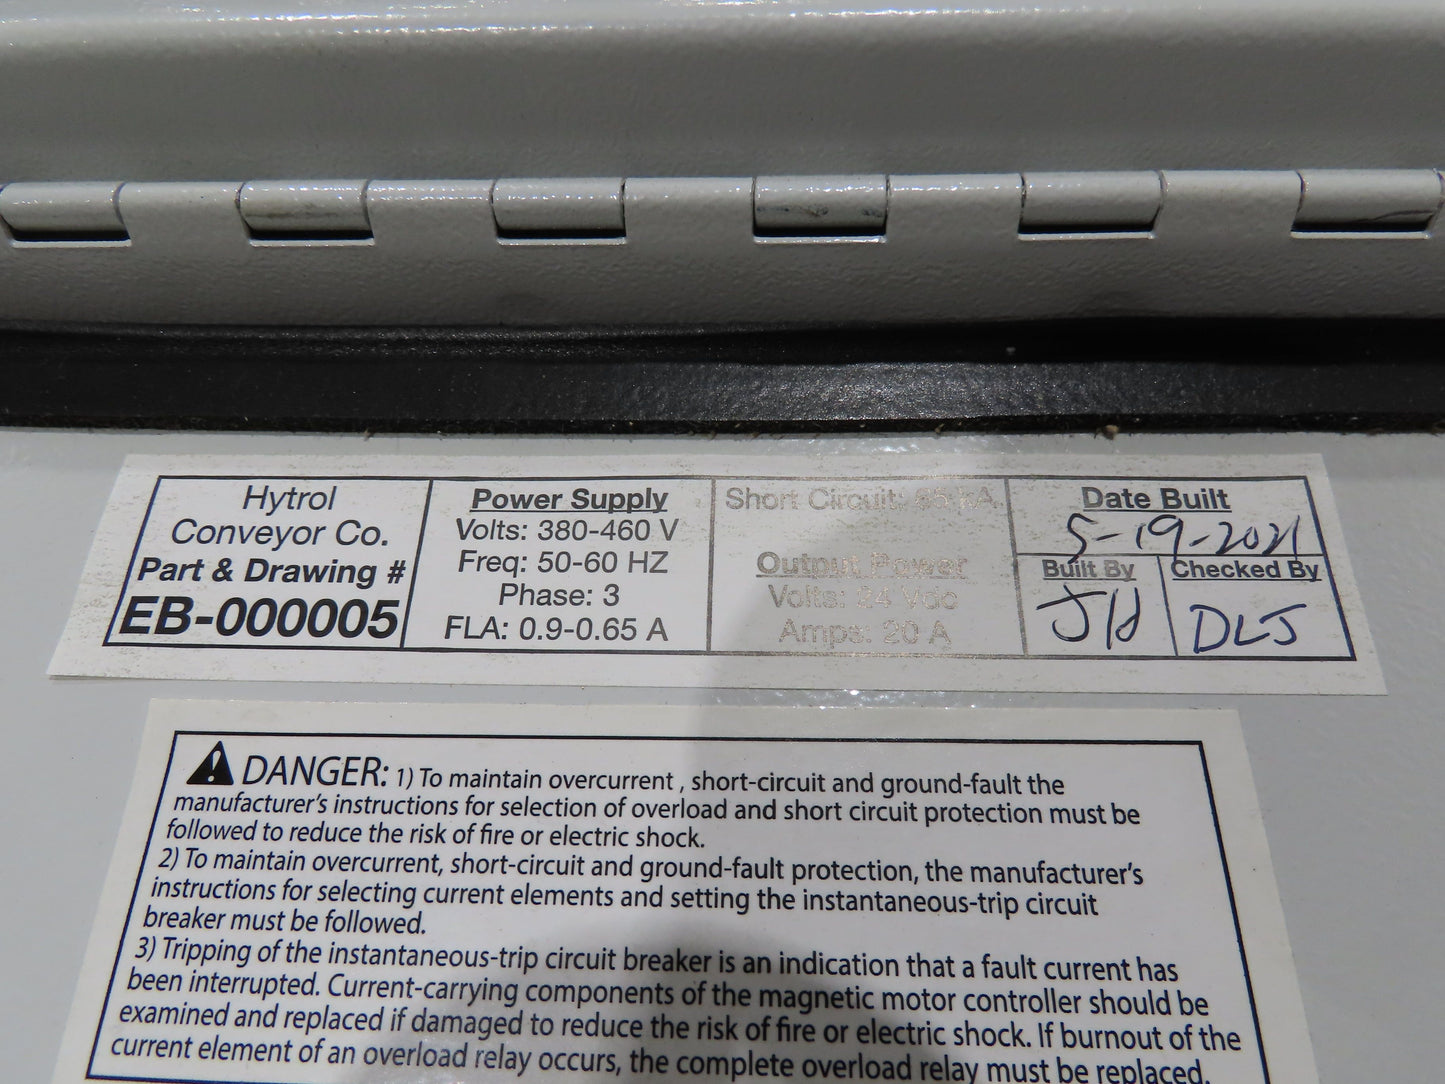 Hytrol
Conveyor Co.
Part & Drawing #
EB-000005
Power Supply
Volts: 380-460 V
Freq: 50-60 HZ
Phase: 3
FLA: 0.9-0.65 A
Short Circuit: kA
Output Power
Volts: 24 Vdc
Amps: 20 A
Date Built
5-19-2021
Built By
JH
Checked By
DLJ
DANGER: 1) To maintain overcurrent , short-circuit and ground-fault the
manufacturer's instructions for selection of overload and short circuit protection must be
followed to reduce the risk of fire or electric shock.
2) To maintain overcurrent, short-circuit and ground-fault protection, the manufacturer's
instructions for selecting current elements and setting the instantaneous-trip circuit
breaker must be followed.
3) Tripping of the instantaneous-trip circuit breaker is an indication that a fault current has
been interrupted. Current-carrying components of the magnetic motor controller should be
examined and replaced if damaged to reduce the risk of fire or electric shock. If burnout of the
current element of an overload relay occurs, the complete overload relay must be replaced.